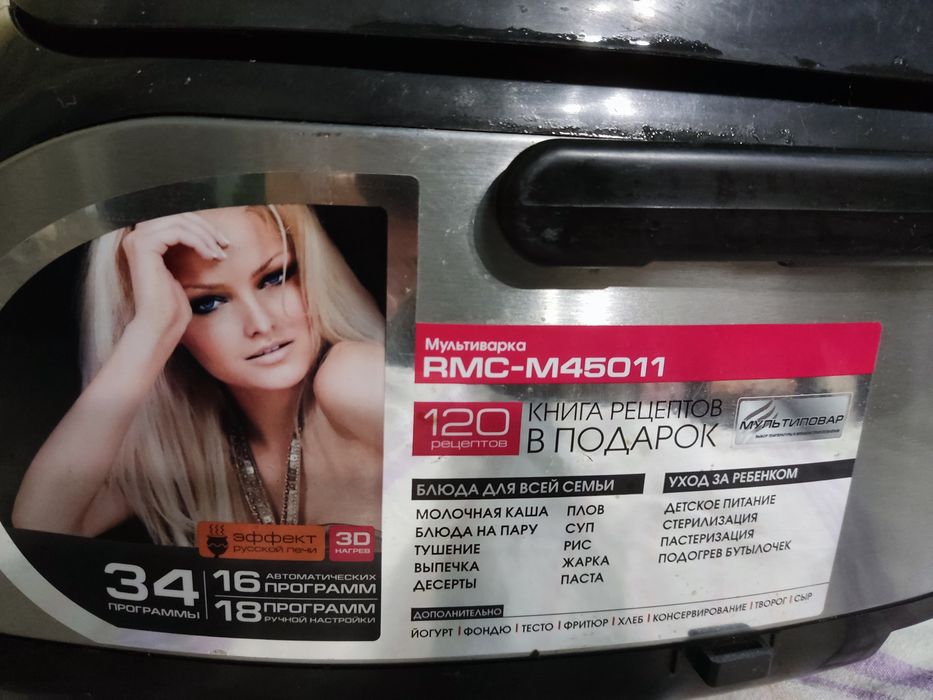 Мультиварка
RMC-M45011
120
рецептов
КНИГА РЕЦЕПТОВ
В ПОДАРОК
МУЛЬТИПОВАР
БЛЮДА ДЛЯ ВСЕЙ СЕМЬИ
МОЛОЧНАЯ КАША ПЛОВ
БЛЮДА НА ПАРУ СУП
ТУШЕНИЕ РИС
ВЫПЕЧКА ЖАРКА
ДЕСЕРТЫ ПАСТА
УХОД ЗА РЕБЕНКОМ
ДЕТСКОЕ ПИТАНИЕ
СТЕРИЛИЗАЦИЯ
ПАСТЕРИЗАЦИЯ
ПОДОГРЕВ БУТЫЛОЧЕК
ДОПОЛНИТЕЛЬНО
ЙОГУРТ | ФОНДЮ | ТЕСТО | ФРИТЮР | ХЛЕБ | КОНСЕРВИРОВАНИЕ | ТВОРОГ | СЫР
эффект
русской печи
3D
НАГРЕВ
34
ПРОГРАММЫ
16 АВТОМАТИЧЕСКИХ
ПРОГРАММ
18 ПРОГРАММ
РУЧНОЙ НАСТРОЙКИ